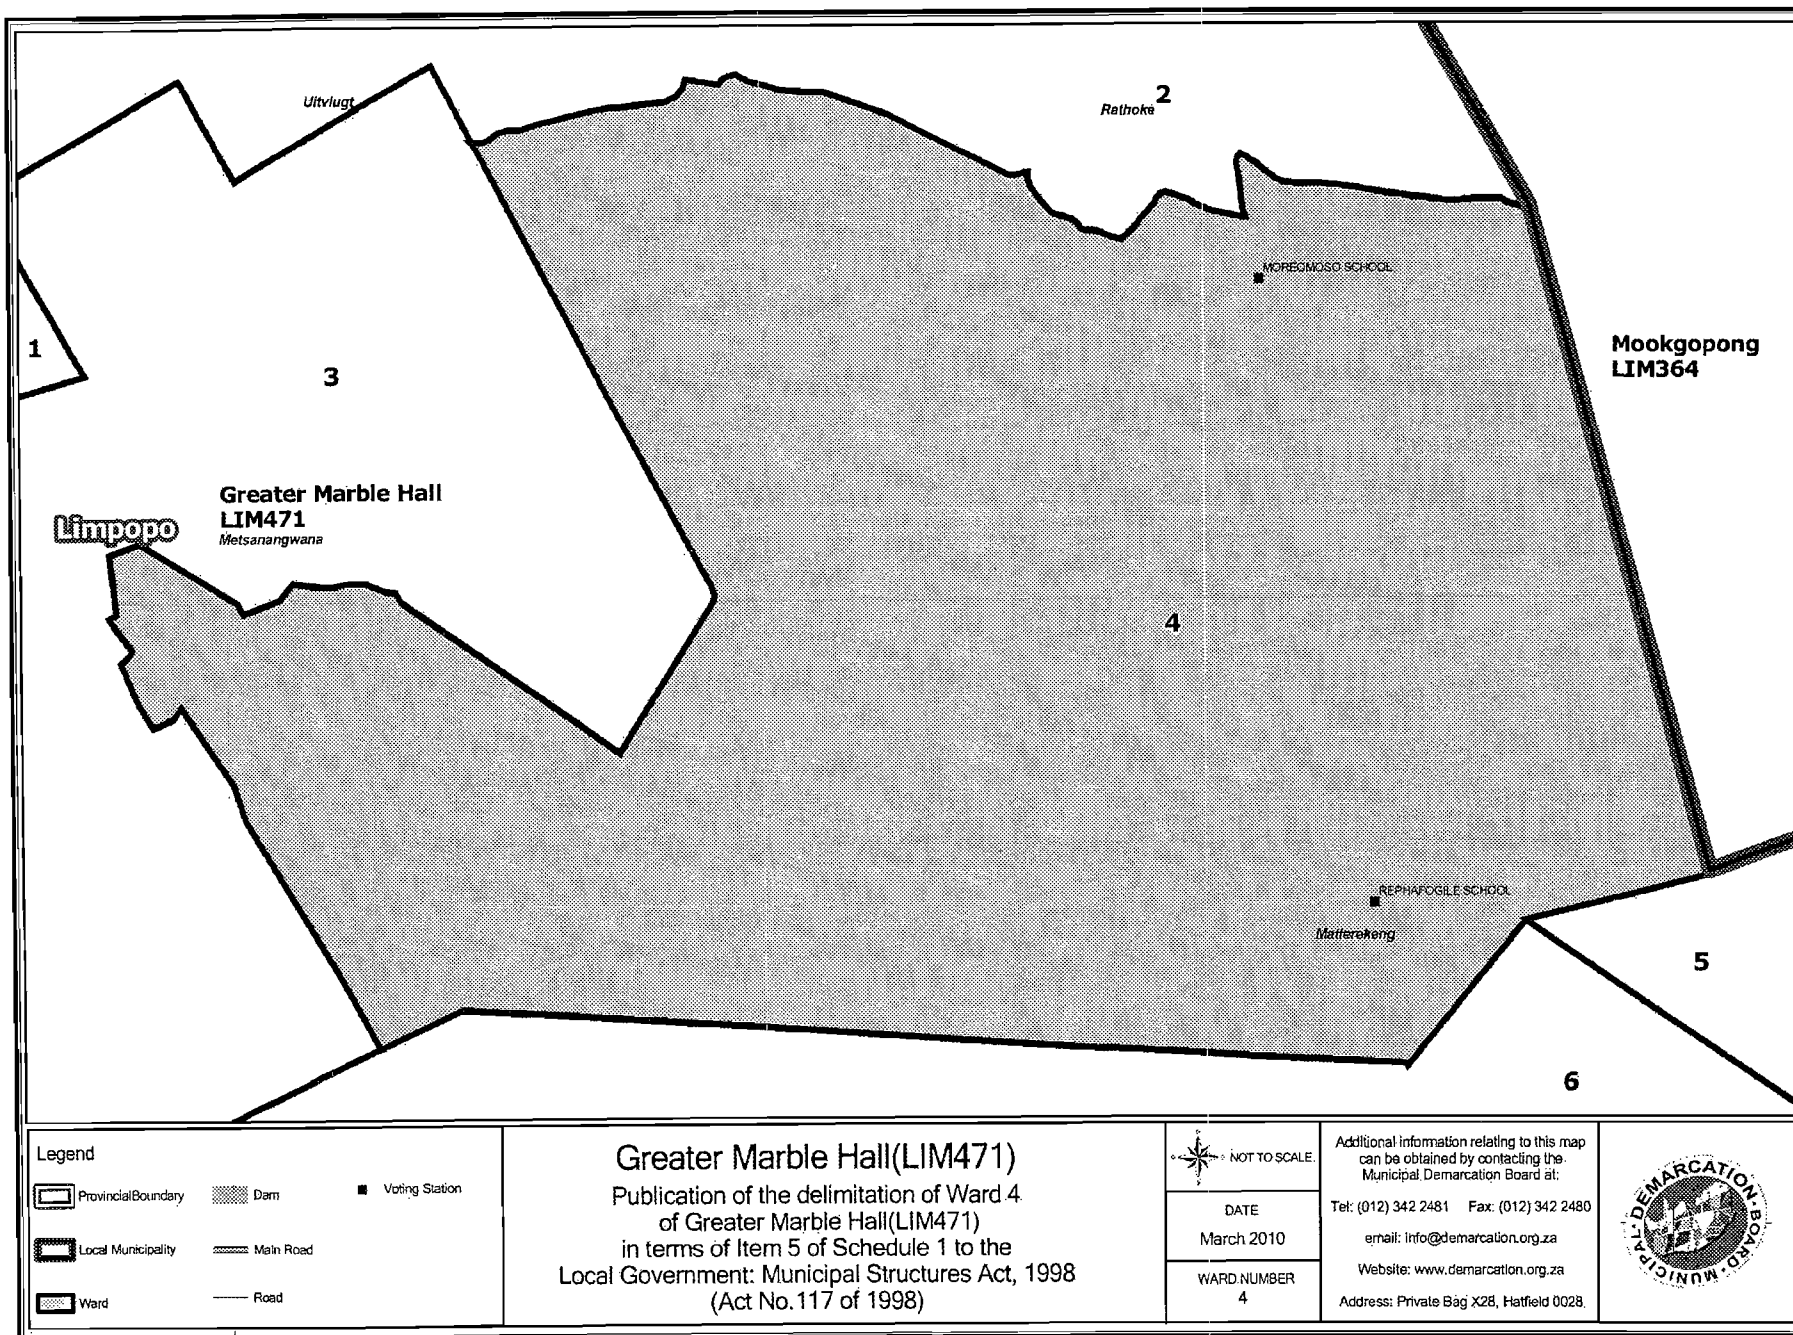 Uitvlugt
Rathoke
2
MOREOMOSO SCHOOL
1
3
Mookgopong
LIM364
Greater Marble Hall
LIM471
Metsanangwana
Limpopo
4
REPHAFOGILE SCHOOL
Matlerekeng
5
6
Legend
Provincial Boundary
Dam
Voting Station
Local Municipality
Main Road
Ward
Road
Greater Marble Hall(LIM471)
Publication of the delimitation of Ward 4
of Greater Marble Hall(LIM471)
in terms of Item 5 of Schedule 1 to the
Local Government: Municipal Structures Act, 1998
(Act No.117 of 1998)
NOT TO SCALE
DATE
March 2010
WARD NUMBER
4
Additional information relating to this map
can be obtained by contacting the
Municipal Demarcation Board at:
Tel: (012) 342 2481 Fax: (012) 342 2480
email: info@demarcation.org.za
Website: www.demarcation.org.za
Address: Private Bag X28, Hatfield 0028
MUNICIPAL DEMARCATION BOARD